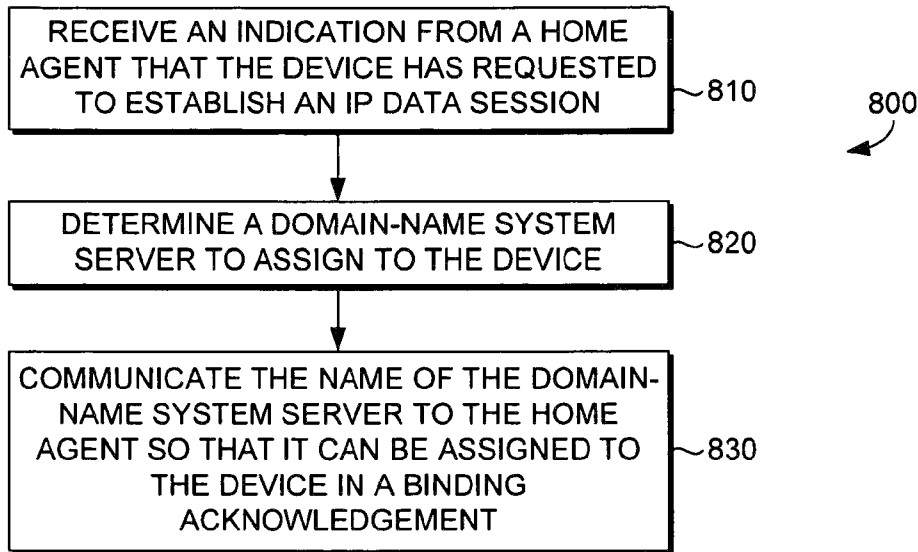 RECEIVE AN INDICATION FROM A HOME
AGENT THAT THE DEVICE HAS REQUESTED
TO ESTABLISH AN IP DATA SESSION
810
800
DETERMINE A DOMAIN-NAME SYSTEM
SERVER TO ASSIGN TO THE DEVICE
820
COMMUNICATE THE NAME OF THE DOMAIN-
NAME SYSTEM SERVER TO THE HOME
AGENT SO THAT IT CAN BE ASSIGNED TO
THE DEVICE IN A BINDING
ACKNOWLEDGEMENT
830